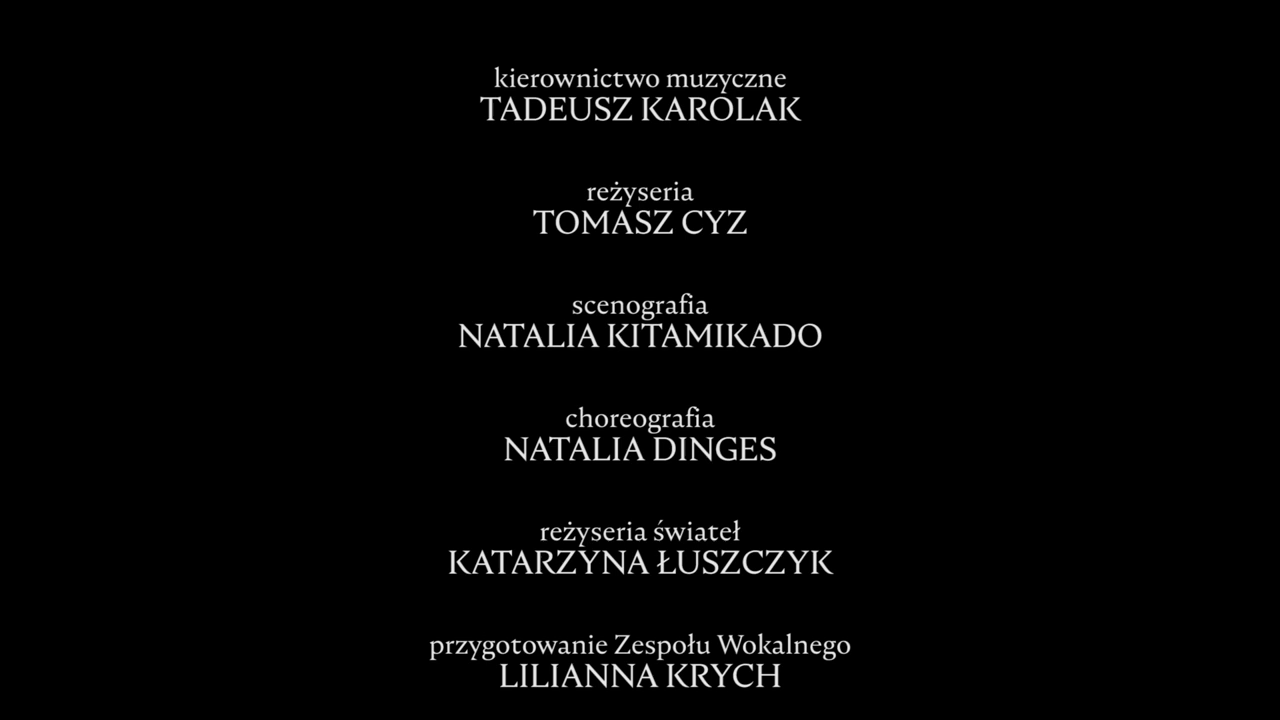 kierownictwo muzyczne
TADEUSZ KAROLAK
reżyseria
TOMASZ CYZ
scenografia
NATALIA KITAMIKADO
choreografia
NATALIA DINGES
reżyseria świateł
KATARZYNA ŁUSZCZYK
przygotowanie Zespołu Wokalnego
LILIANNA KRYCH